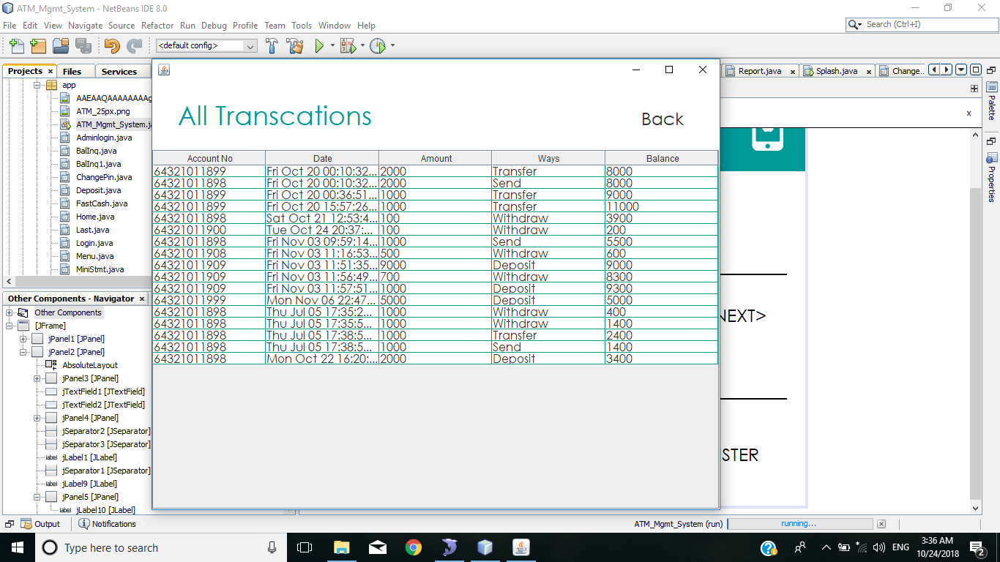 ATM_Mgmt_System - NetBeans IDE 8.0
File Edit View Navigate Source Refactor Run Debug Profile Team Tools Window Help
Search (Ctrl+I)
<default config>
Projects x Files Services
Report.java x Splash.java x Change..
app
AAEAAQAAAAAAAAg
ATM_25px.png
ATM_Mgmt_System.ja
Adminlogin.java
BalInq.java
BalInq1.java
ChangePin.java
Deposit.java
FastCash.java
Home.java
Last.java
Login.java
Menu.java
MiniStmt.java
Other Components - Navigator x
Other Components
[JFrame]
jPanel1 [JPanel]
jPanel2 [JPanel]
AbsoluteLayout
jPanel3 [JPanel]
jTextField1 [JTextField]
jTextField2 [JTextField]
jPanel4 [JPanel]
jSeparator2 [JSeparator]
jSeparator3 [JSeparator]
label jLabel1 [JLabel]
jSeparator1 [JSeparator]
label jLabel9 [JLabel]
jPanel5 [JPanel]
label jLabel10 [JLabel]
All Transcations
Back
Account No Date Amount Ways Balance
64321011899 Fri Oct 20 00:10:32... 2000 Transfer 8000
64321011898 Fri Oct 20 00:10:32... 2000 Send 8000
64321011899 Fri Oct 20 00:36:51... 1000 Transfer 9000
64321011899 Fri Oct 20 15:57:26... 1000 Transfer 11000
64321011898 Sat Oct 21 12:53:4... 100 Withdraw 3900
64321011900 Tue Oct 24 20:37:... 100 Withdraw 200
64321011898 Fri Nov 03 09:59:14... 1000 Send 5500
64321011908 Fri Nov 03 11:16:53... 500 Withdraw 600
64321011909 Fri Nov 03 11:51:35... 9000 Deposit 9000
64321011909 Fri Nov 03 11:56:49... 700 Withdraw 8300
64321011909 Fri Nov 03 11:57:51... 1000 Deposit 9300
64321011999 Mon Nov 06 22:47... 5000 Deposit 5000
64321011898 Thu Jul 05 17:35:2... 1000 Withdraw 400
64321011898 Thu Jul 05 17:35:5... 1000 Withdraw 1400
64321011898 Thu Jul 05 17:38:5... 1000 Transfer 2400
64321011898 Thu Jul 05 17:38:5... 1000 Send 1400
64321011898 Mon Oct 22 16:20:... 2000 Deposit 3400
x
NEXT>
STER
Palette
Properties
Output Notifications
ATM_Mgmt_System (run) running...
Type here to search
ENG
3:36 AM
10/24/2018
2